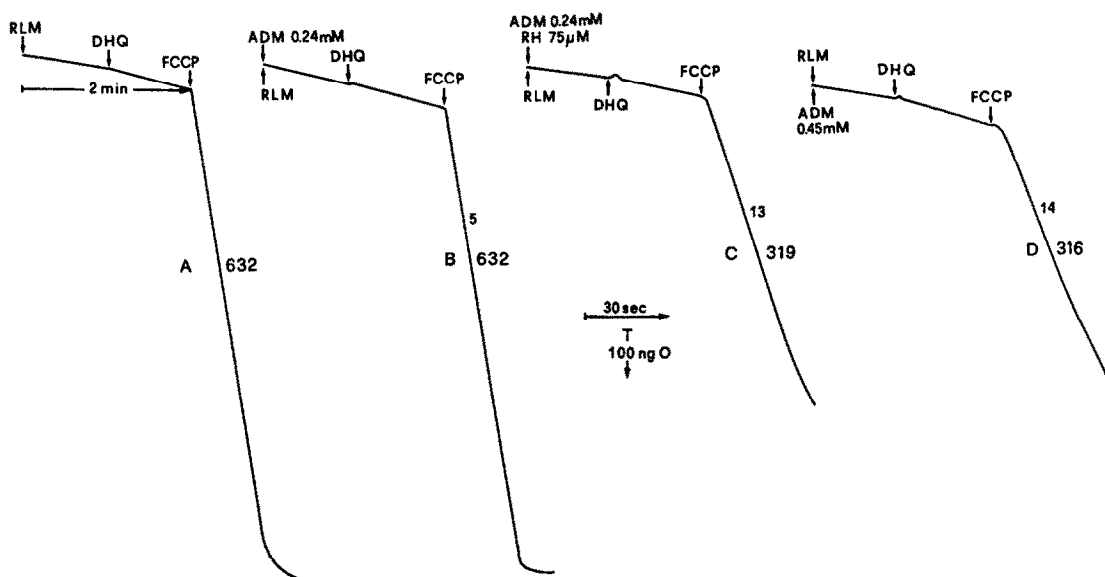 RLM
DHQ
FCCP
2 min
A
632
ADM 0.24mM
RLM
DHQ
FCCP
5
B
632
ADM 0.24mM
RH 75µM
RLM
DHQ
FCCP
13
C
319
RLM
ADM
0.45mM
DHQ
FCCP
14
D
316
30 sec
T
100 ng O